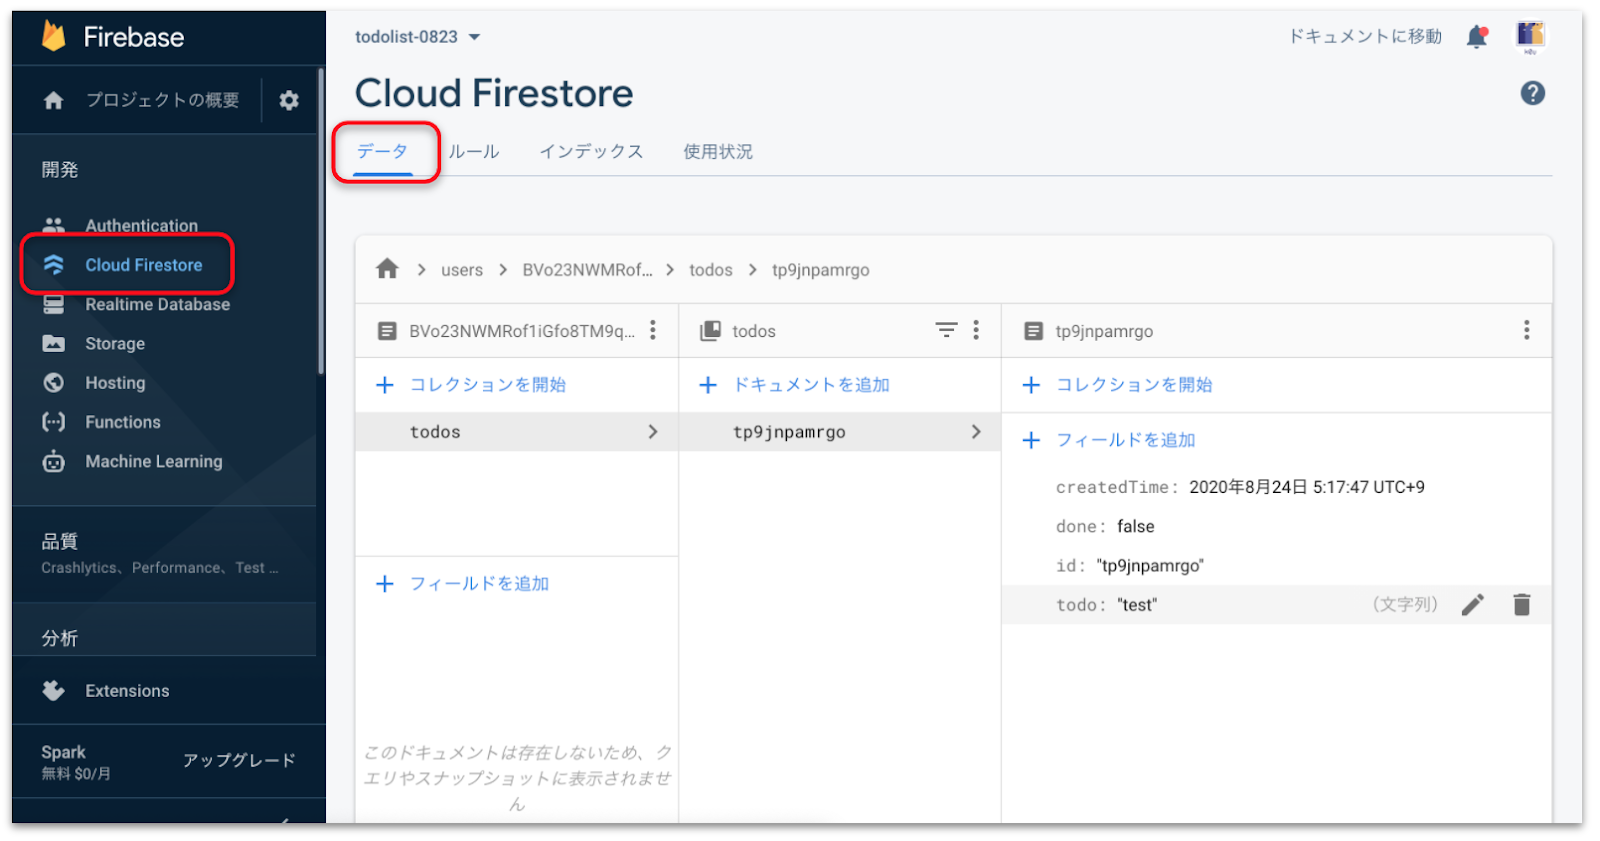 Firebase
プロジェクトの概要
開発
Authentication
Cloud Firestore
Realtime Database
Storage
Hosting
Functions
Machine Learning
品質
Crashlytics、Performance、Test ...
分析
Extensions
Spark
無料 $0/月
アップグレード
todolist-0823
ドキュメントに移動
Cloud Firestore
データ
ルール
インデックス
使用状況
users
BVo23NWMRof...
todos
tp9jnpamrgo
BVo23NWMRof1iGfo8TM9q...
コレクションを開始
todos
フィールドを追加
このドキュメントは存在しないため、ク
エリやスナップショットに表示されませ
ん
todos
ドキュメントを追加
tp9jnpamrgo
tp9jnpamrgo
コレクションを開始
フィールドを追加
createdTime: 2020年8月24日 5:17:47 UTC+9
done: false
id: "tp9jnpamrgo"
todo: "test" (文字列)